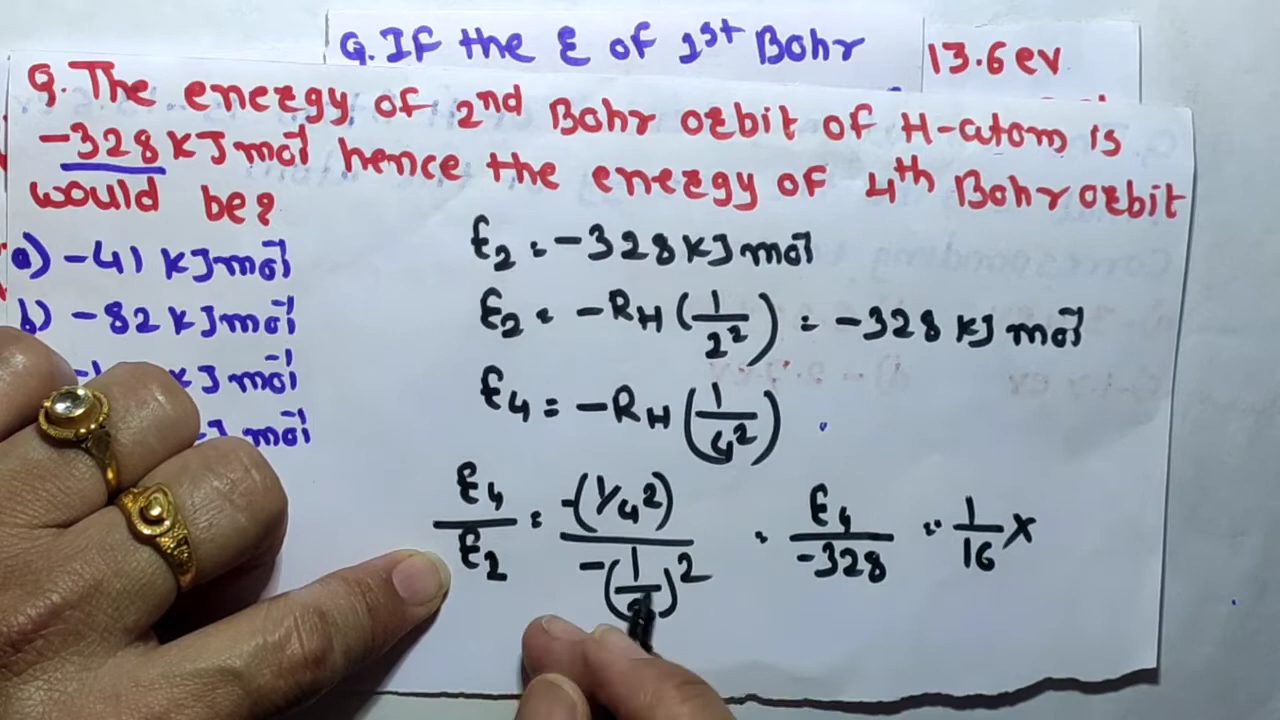 Q. IF the E of 1st Bohr
13.6 ev
Q. The energy of 2nd Bohr orbit of H-atom is
-328 KJ mol⁻¹ hence the energy of 4th Bohr orbit
would be?
a) -41 KJ mol⁻¹
b) -82 KJ mol⁻¹
KJ mol⁻¹
mol⁻¹
E₂ = -328 KJ mol⁻¹
E₂ = -R_H (1/2²) = -328 KJ mol⁻¹
E₄ = -R_H (1/4²)
E₄/E₂ = -(1/4²)/-(1/2)² = E₄/-328 = 1/16 ×